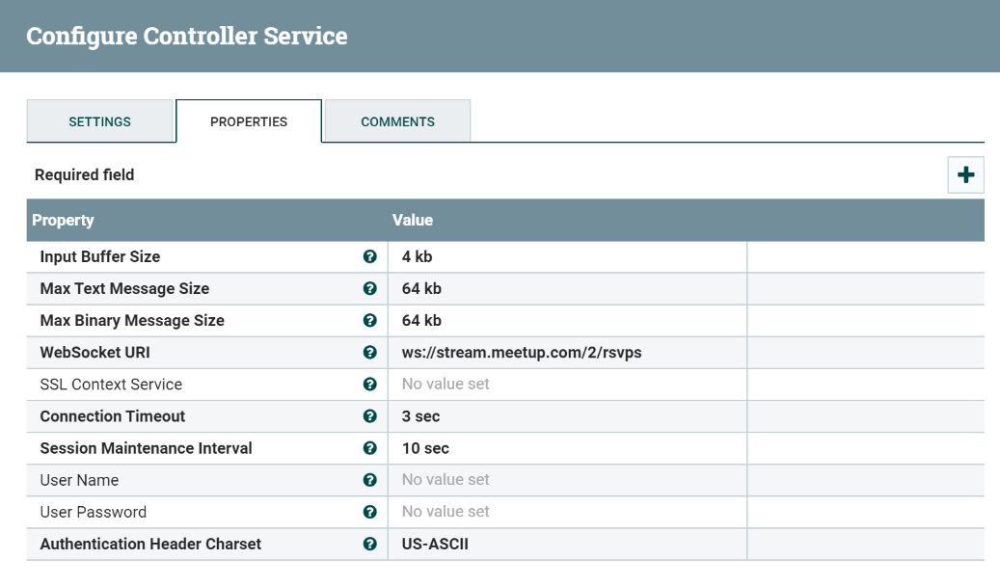 Configure Controller Service
SETTINGS PROPERTIES COMMENTS
Required field
Property Value
Input Buffer Size 4 kb
Max Text Message Size 64 kb
Max Binary Message Size 64 kb
WebSocket URI ws://stream.meetup.com/2/rsvps
SSL Context Service No value set
Connection Timeout 3 sec
Session Maintenance Interval 10 sec
User Name No value set
User Password No value set
Authentication Header Charset US-ASCII